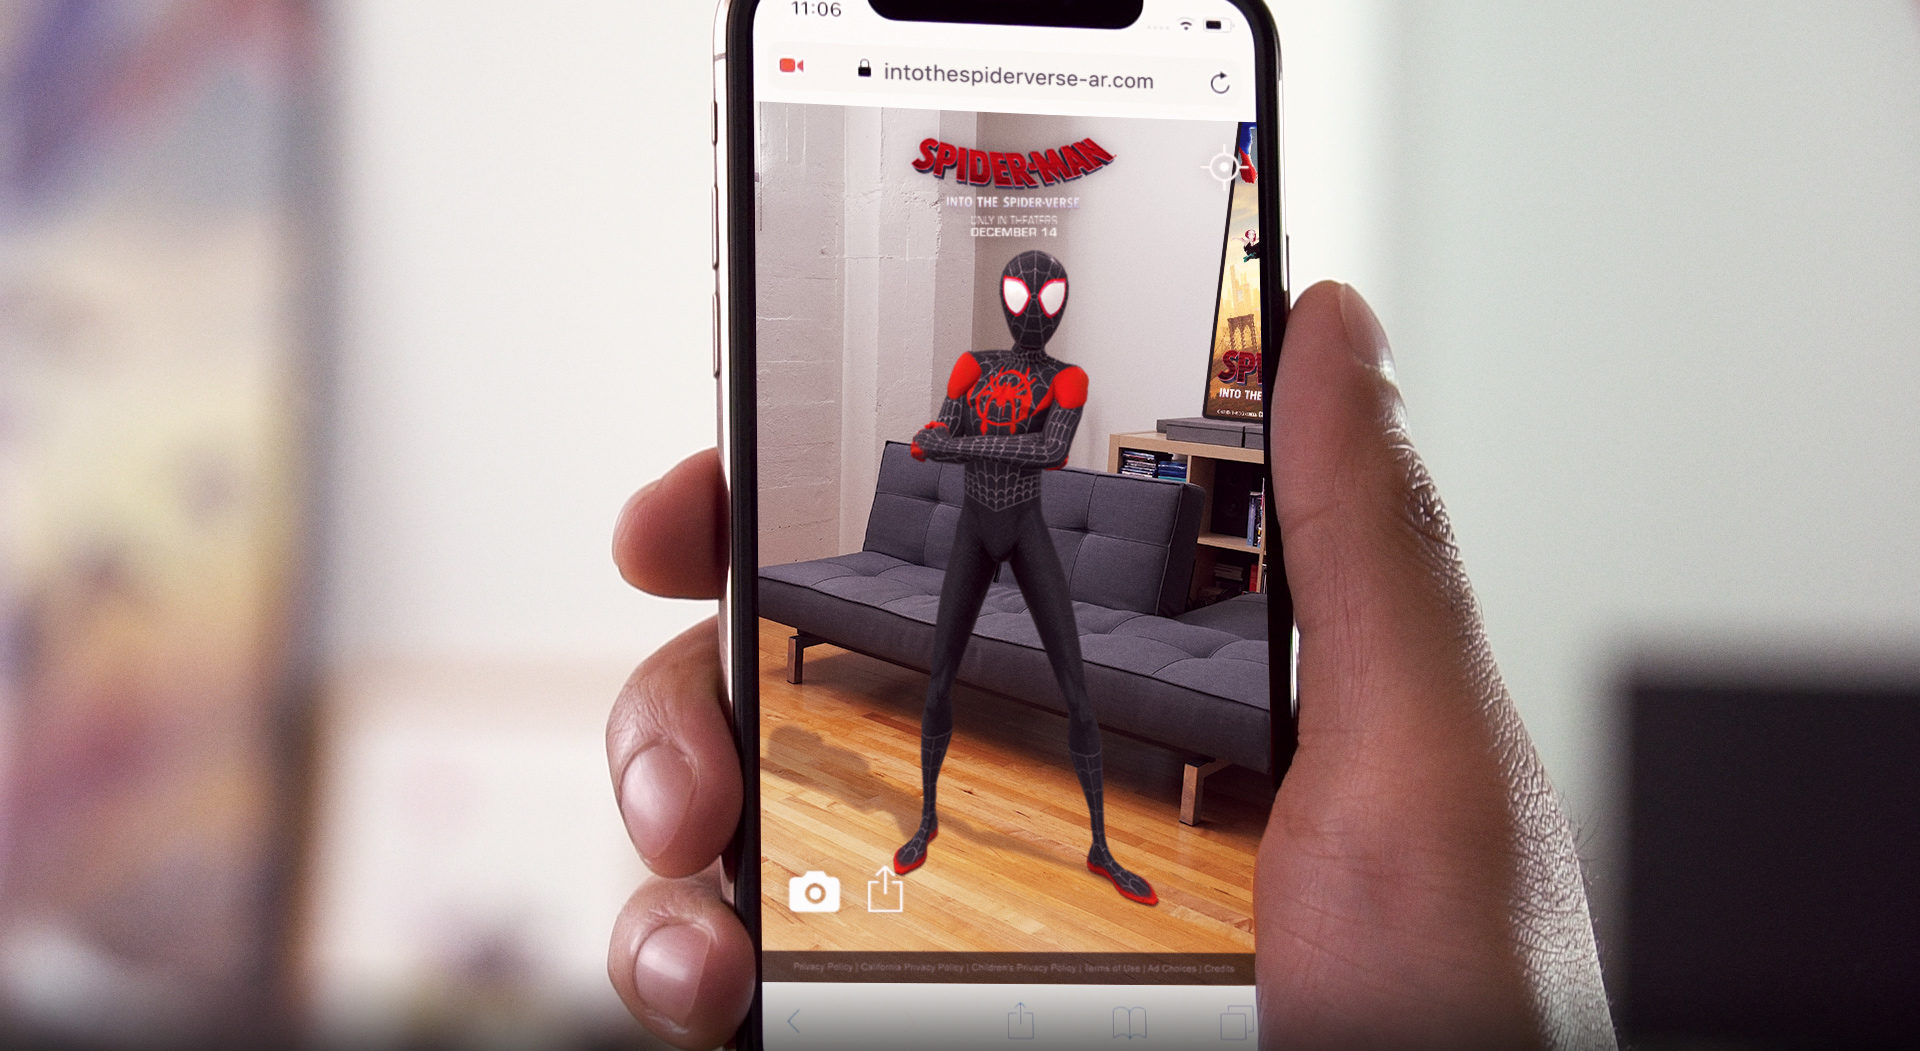 11:06
intothespiderverse-ar.com
SPIDER-MAN
INTO THE SPIDER-VERSE
ONLY IN THEATERS
DECEMBER 14
SP
INTO THE
Privacy Policy | California Privacy Policy | Children's Privacy Policy | Terms of Use | Ad Choices | Credits